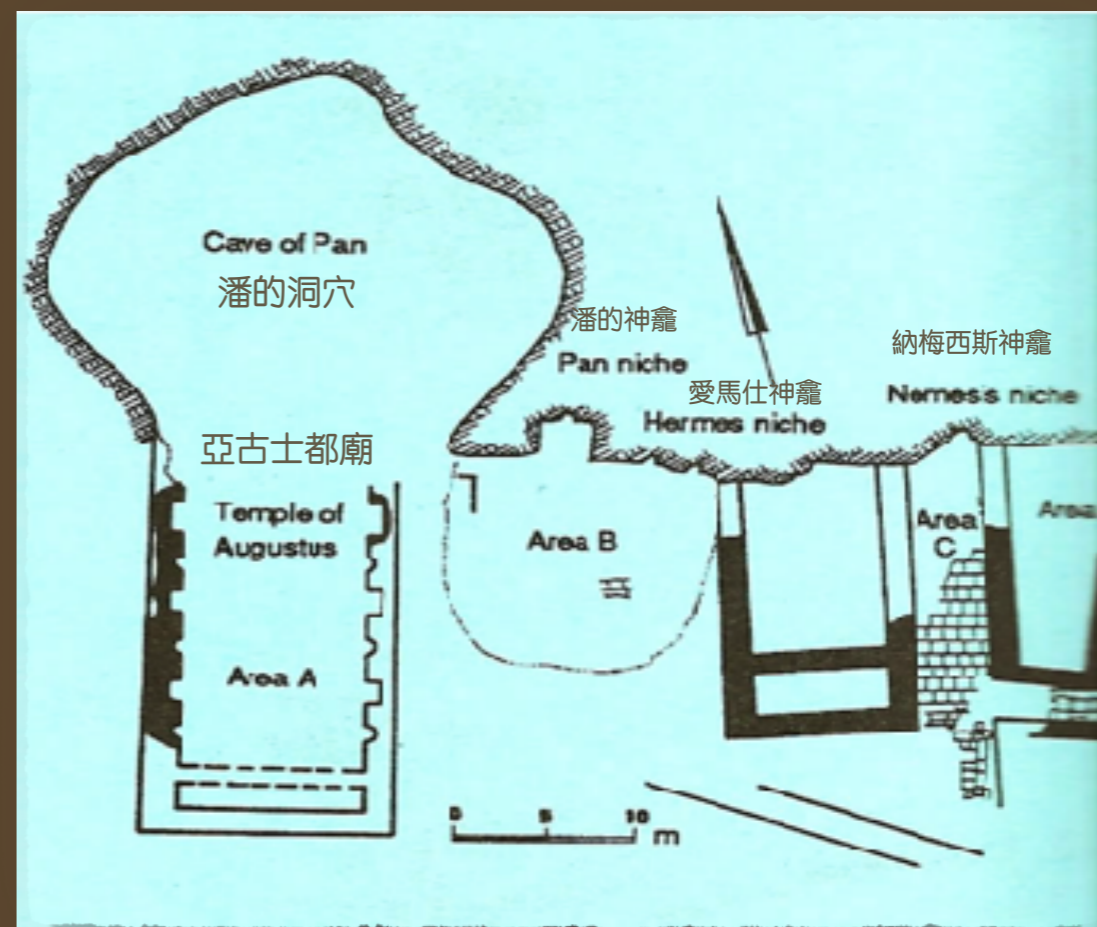 Cave of Pan
潘的洞穴
潘的神龕
Pan niche
愛馬仕神龕
Hermes niche
納梅西斯神龕
Nemesis niche
亞古士都廟
Temple of
Augustus
Area A
Area B
Area
C
Area
0 5 10
m